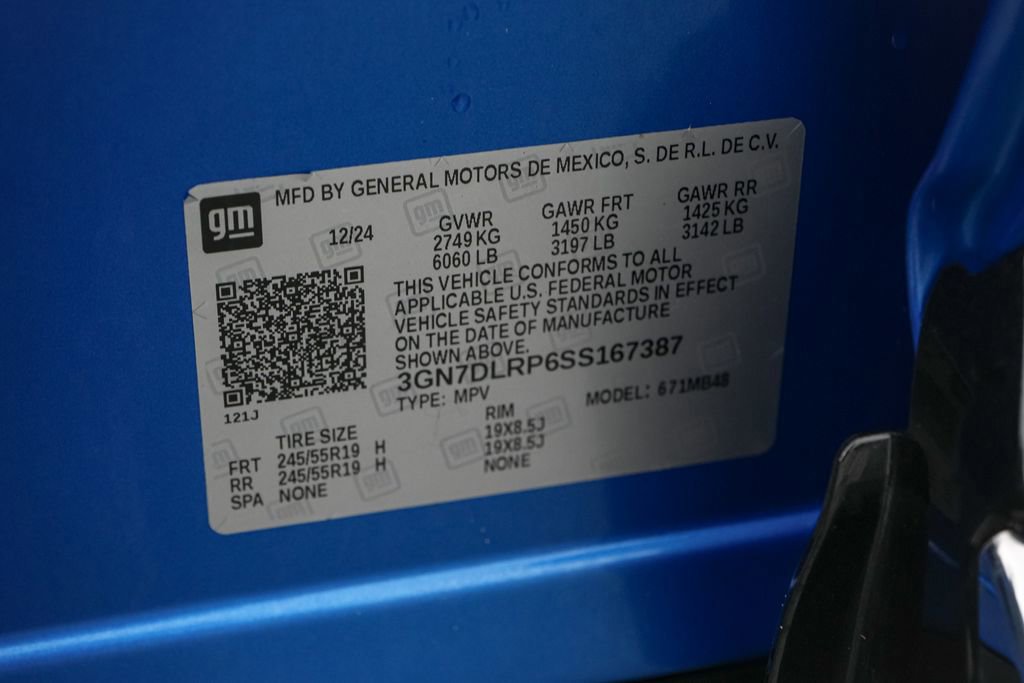 MFD BY GENERAL MOTORS DE MEXICO, S. DE R.L. DE C.V.
gm
12/24
GVWR GAWR FRT GAWR RR
2749 KG 1450 KG 1425 KG
6060 LB 3197 LB 3142 LB
THIS VEHICLE CONFORMS TO ALL
APPLICABLE U.S. FEDERAL MOTOR
VEHICLE SAFETY STANDARDS IN EFFECT
ON THE DATE OF MANUFACTURE
SHOWN ABOVE.
3GN7DLRP6SS167387
TYPE: MPV MODEL: 671MB48
121J
TIRE SIZE RIM
FRT 245/55R19 H 19X8.5J
RR 245/55R19 H 19X8.5J
SPA NONE NONE